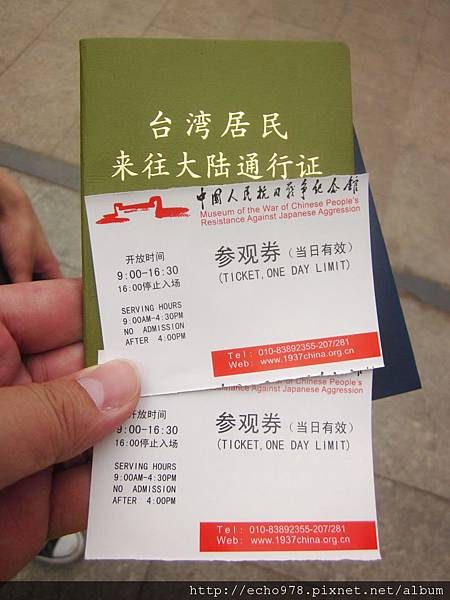 台湾居民
来往大陆通行证
中国人民抗日战争纪念馆
Museum of the War of Chinese People's
Resistance Against Japanese Aggression
开放时间
9:00-16:30
16:00停止入场
参观券（当日有效）
(TICKET,ONE DAY LIMIT)
SERVING HOURS
9:00AM-4:30PM
NO ADMISSION
AFTER 4:00PM
Tel: 010-83892355-207/281
Web: www.1937china.org.cn
of the War of Chinese People's
Resistance Against Japanese Aggression
开放时间
9:00-16:30
16:00停止入场
参观券（当日有效）
(TICKET,ONE DAY LIMIT)
SERVING HOURS
9:00AM-4:30PM
NO ADMISSION
AFTER 4:00PM
Tel: 010-83892355-207/281
Web: www.1937china.org.cn
http://echo978.pixnet.net/album